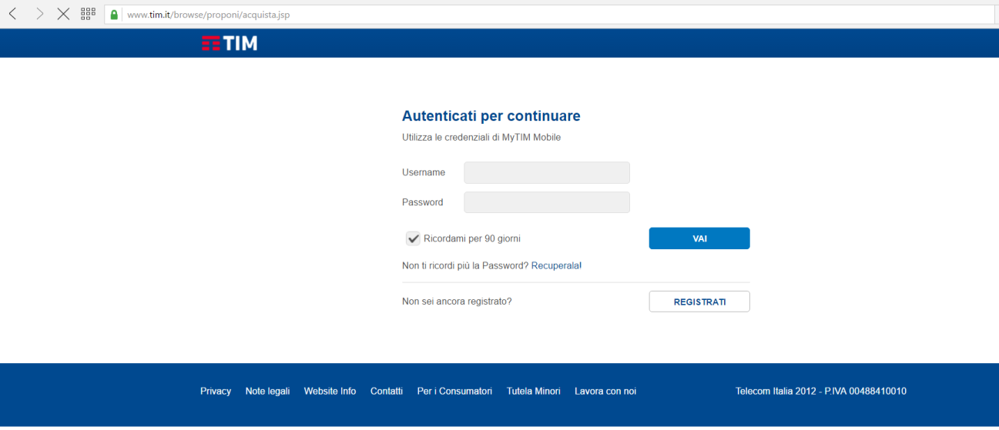 www.tim.it/browse/proponi/acquista.jsp
TIM
Autenticati per continuare
Utilizza le credenziali di MyTIM Mobile
Username
Password
Ricordami per 90 giorni
VAI
Non ti ricordi più la Password? Recuperala!
Non sei ancora registrato?
REGISTRATI
Privacy Note legali Website Info Contatti Per i Consumatori Tutela Minori Lavora con noi Telecom Italia 2012 - P.IVA 00488410010